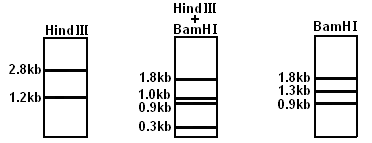 HindIII
2.8kb
1.2kb
HindIII
+
BamHI
1.8kb
1.0kb
0.9kb
0.3kb
BamHI
1.8kb
1.3kb
0.9kb